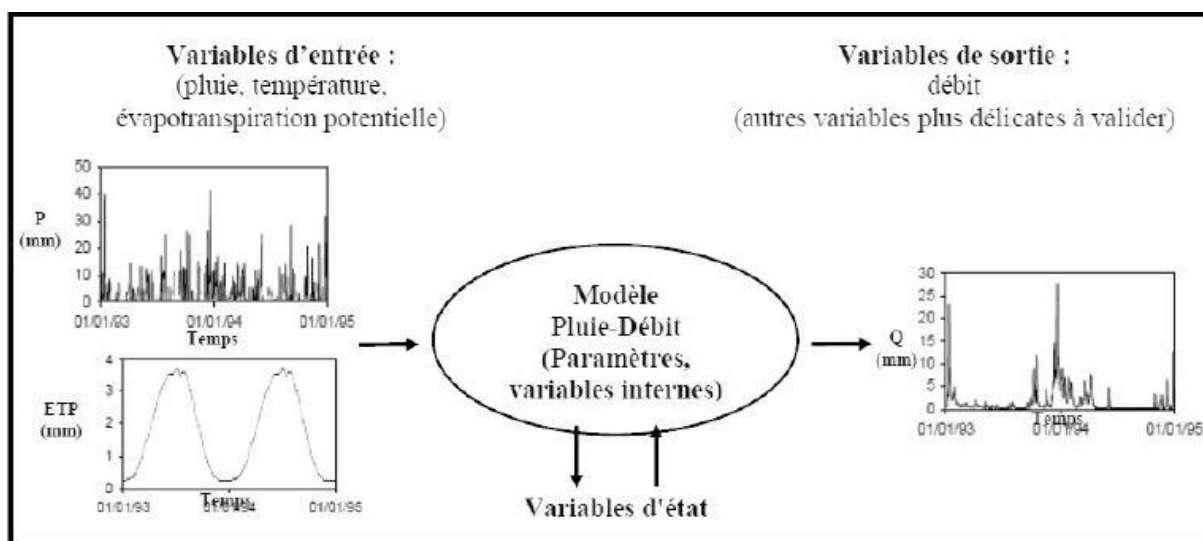 Variables d'entrée :
(pluie, température,
évapotranspiration potentielle)
50
40
30
20
10
0
P
(mm)
01/01/93
01/01/94
01/01/95
Temps
4
3
2
1
0
ETP
(mm)
01/01/93
01/01/94
01/01/95
Temps
Modèle
Pluie-Débit
(Paramètres,
variables internes)
Variables d'état
Variables de sortie :
débit
(autres variables plus délicates à valider)
30
25
20
15
10
5
0
Q
(mm)
Temps
01/01/93
01/01/94
01/01/95